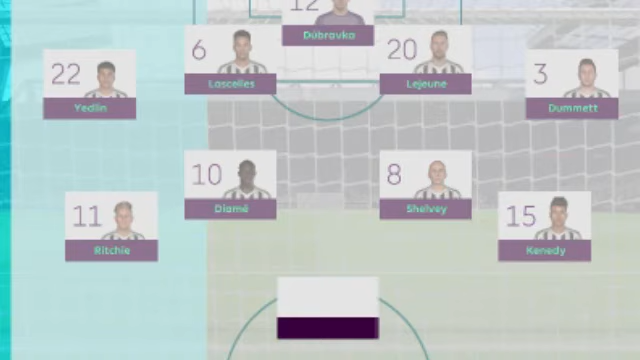 12
Dúbravka
6
Lascelles
20
Lejeune
22
Yedlin
3
Dummett
10
Diamé
8
Shelvey
11
Ritchie
15
Kenedy